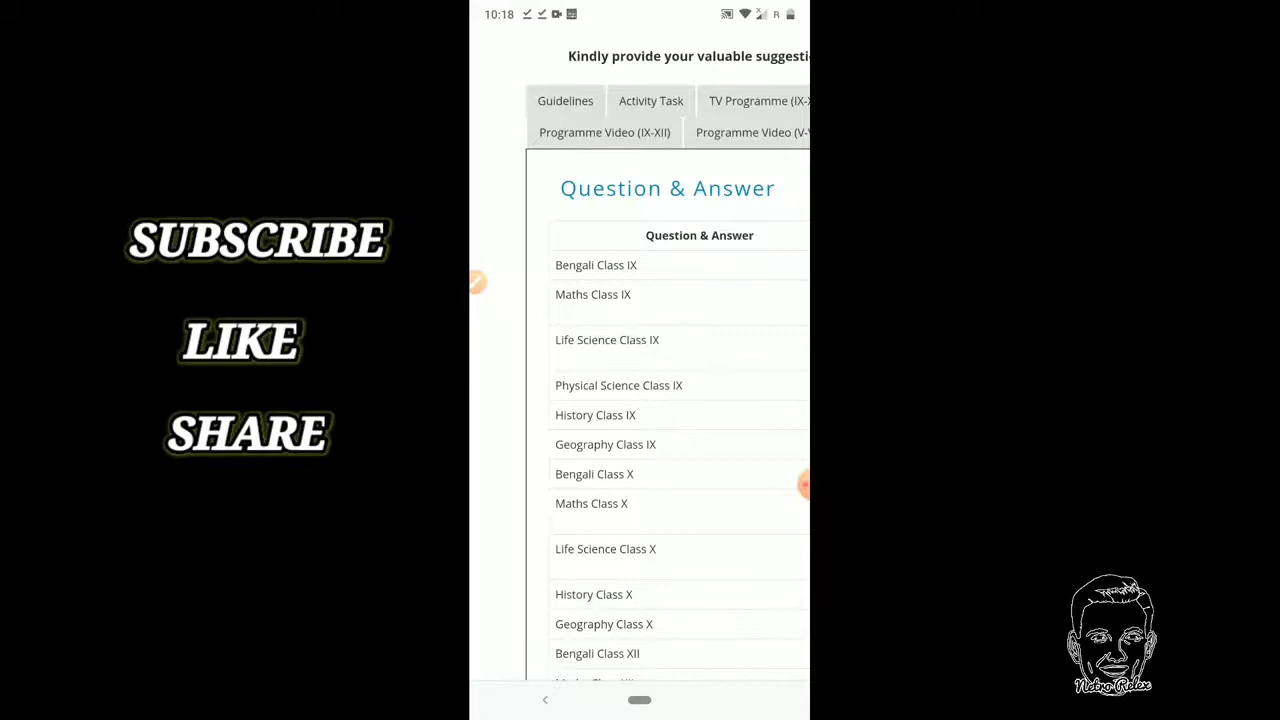 SUBSCRIBE
LIKE
SHARE
10:18
R
Kindly provide your valuable suggesti
Guidelines
Activity Task
TV Programme (IX-X
Programme Video (IX-XII)
Programme Video (V-V
Question & Answer
Question & Answer
Bengali Class IX
Maths Class IX
Life Science Class IX
Physical Science Class IX
History Class IX
Geography Class IX
Bengali Class X
Maths Class X
Life Science Class X
History Class X
Geography Class X
Bengali Class XII
Netro Relex